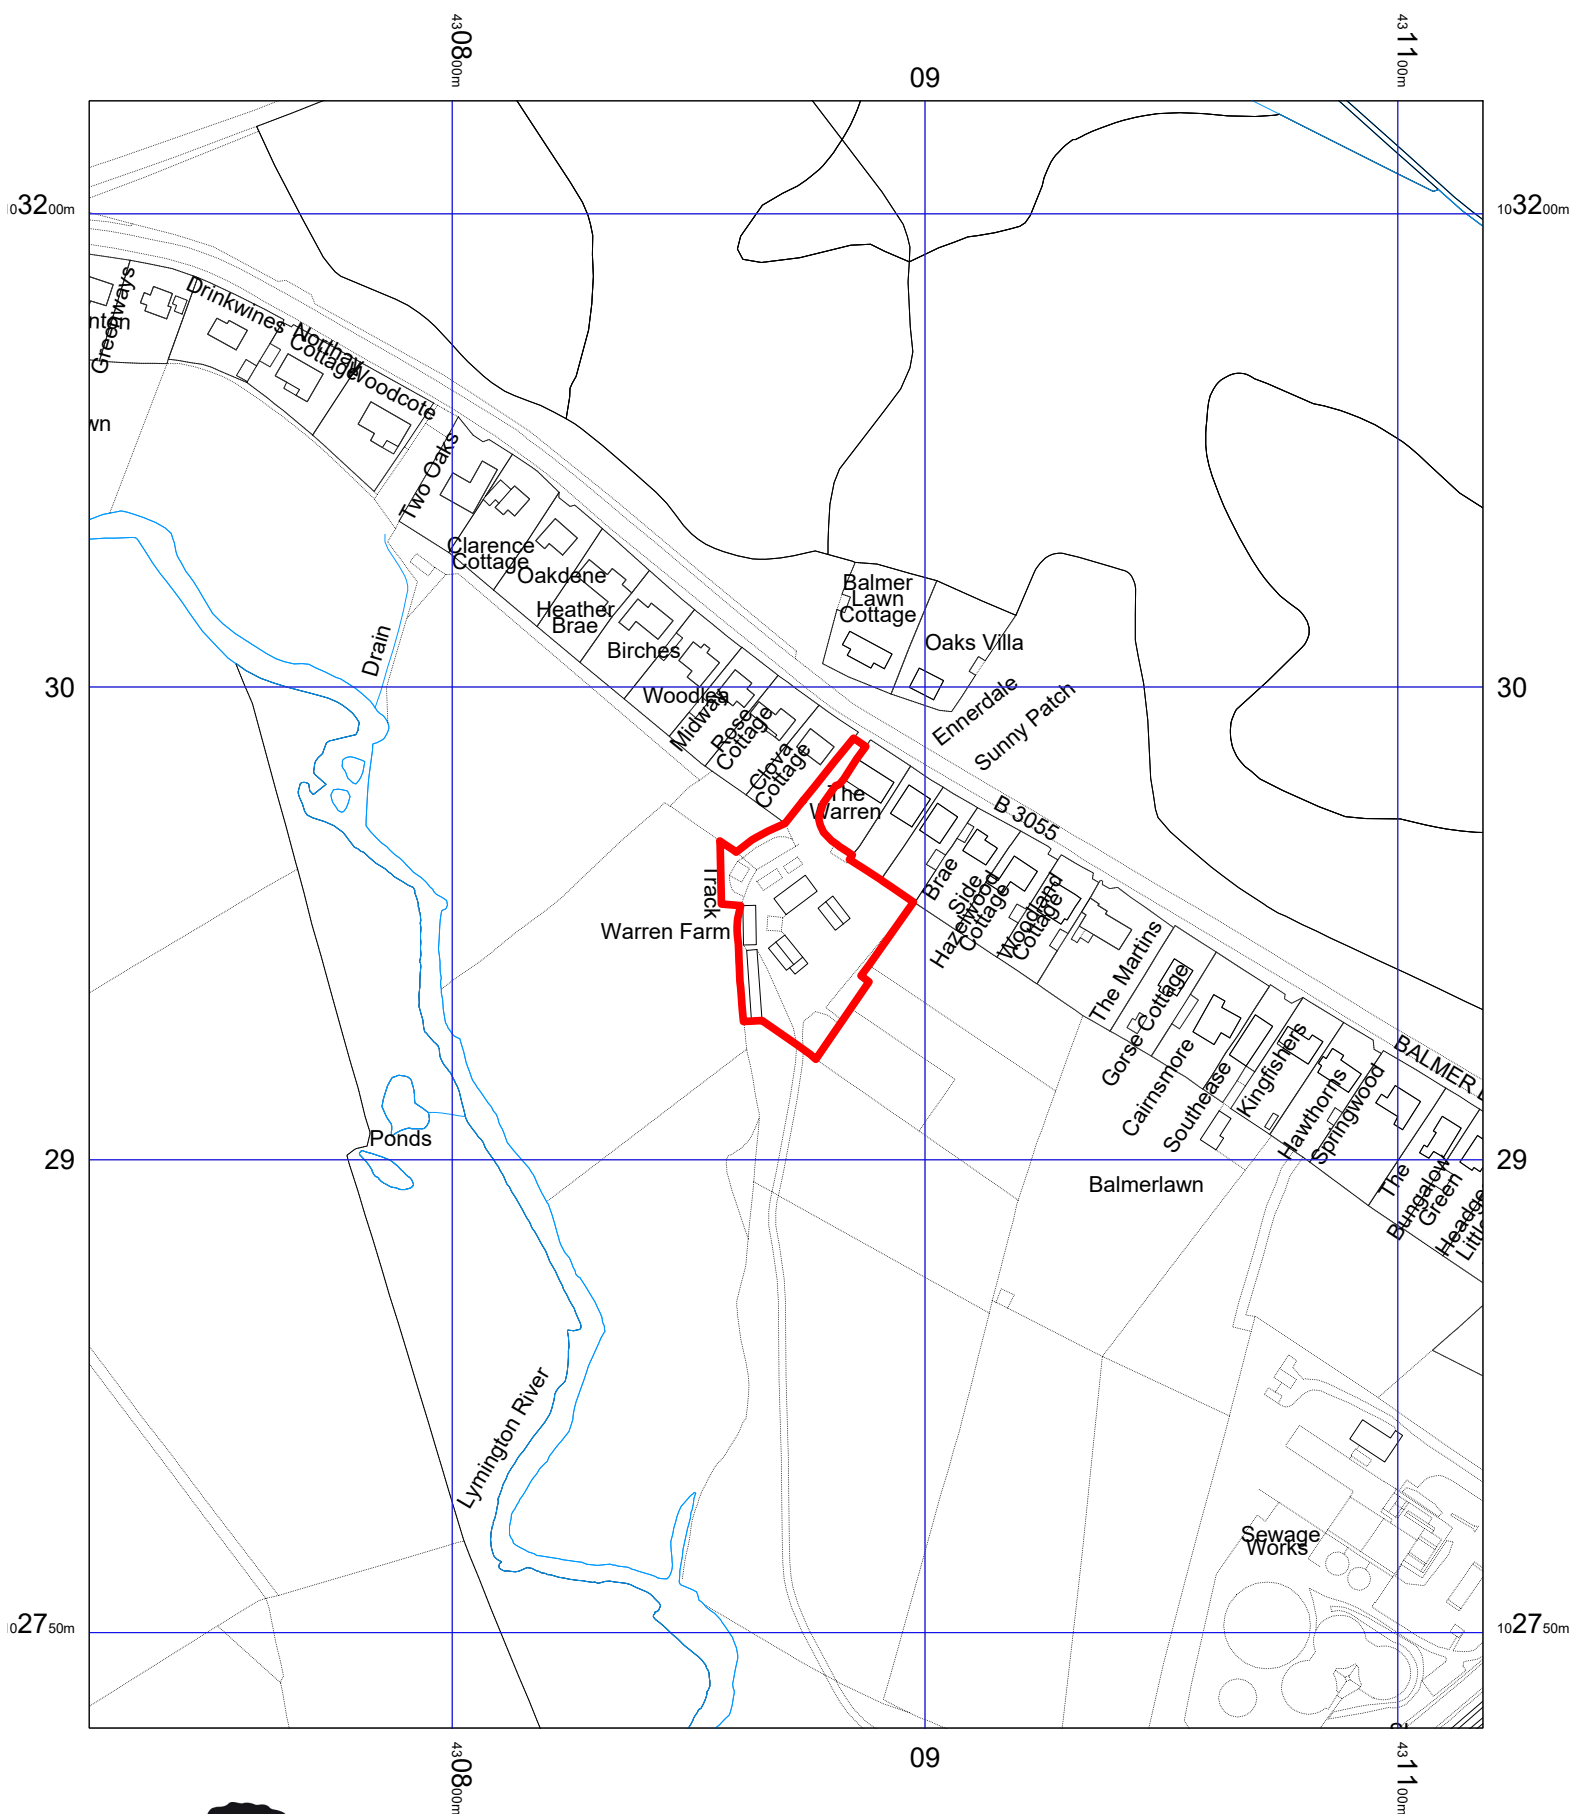 430800m
09
431100m
103200m
103200m
Greenways
Drinkwines
Northay
Cottage
Woodcote
Two Oaks
Clarence
Cottage
Oakdene
Heather
Brae
Birches
Woodlea
Midway
Rose
Cottage
Clova
Cottage
Balmer
Lawn
Cottage
Oaks Villa
Ennerdale
Sunny Patch
Drain
30
30
The
Warren
B 3055
Track
Warren Farm
Brae
Side
Hazelwood
Cottage
Woodland
Cottage
The Martins
Gorse Cottage
Cairnsmore
Southease
Kingfishers
Hawthorns
Springwood
BALMER
The
Bungalow
Green
Headge
Little
Ponds
29
29
Balmerlawn
Lymington River
Sewage
Works
102750m
102750m
430800m
09
431100m